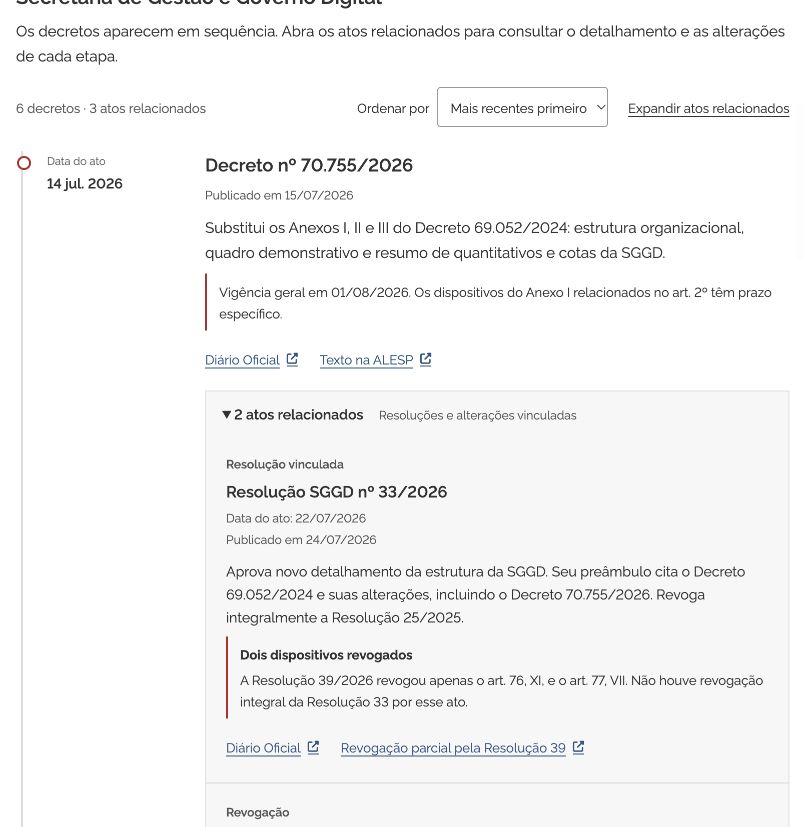 Secretaria de Gestão e Governo Digital
Os decretos aparecem em sequência. Abra os atos relacionados para consultar o detalhamento e as alterações
de cada etapa.
6 decretos · 3 atos relacionados
Ordenar por
Mais recentes primeiro
Expandir atos relacionados
Data do ato
14 jul. 2026
Decreto nº 70.755/2026
Publicado em 15/07/2026
Substitui os Anexos I, II e III do Decreto 69.052/2024: estrutura organizacional,
quadro demonstrativo e resumo de quantitativos e cotas da SGGD.
Vigência geral em 01/08/2026. Os dispositivos do Anexo I relacionados no art. 2º têm prazo
específico.
Diário Oficial
Texto na ALESP
▼2 atos relacionados Resoluções e alterações vinculadas
Resolução vinculada
Resolução SGGD nº 33/2026
Data do ato: 22/07/2026
Publicado em 24/07/2026
Aprova novo detalhamento da estrutura da SGGD. Seu preâmbulo cita o Decreto
69.052/2024 e suas alterações, incluindo o Decreto 70.755/2026. Revoga
integralmente a Resolução 25/2025.
Dois dispositivos revogados
A Resolução 39/2026 revogou apenas o art. 76, XI, e o art. 77, VII. Não houve revogação
integral da Resolução 33 por esse ato.
Diário Oficial
Revogação parcial pela Resolução 39
Revogação